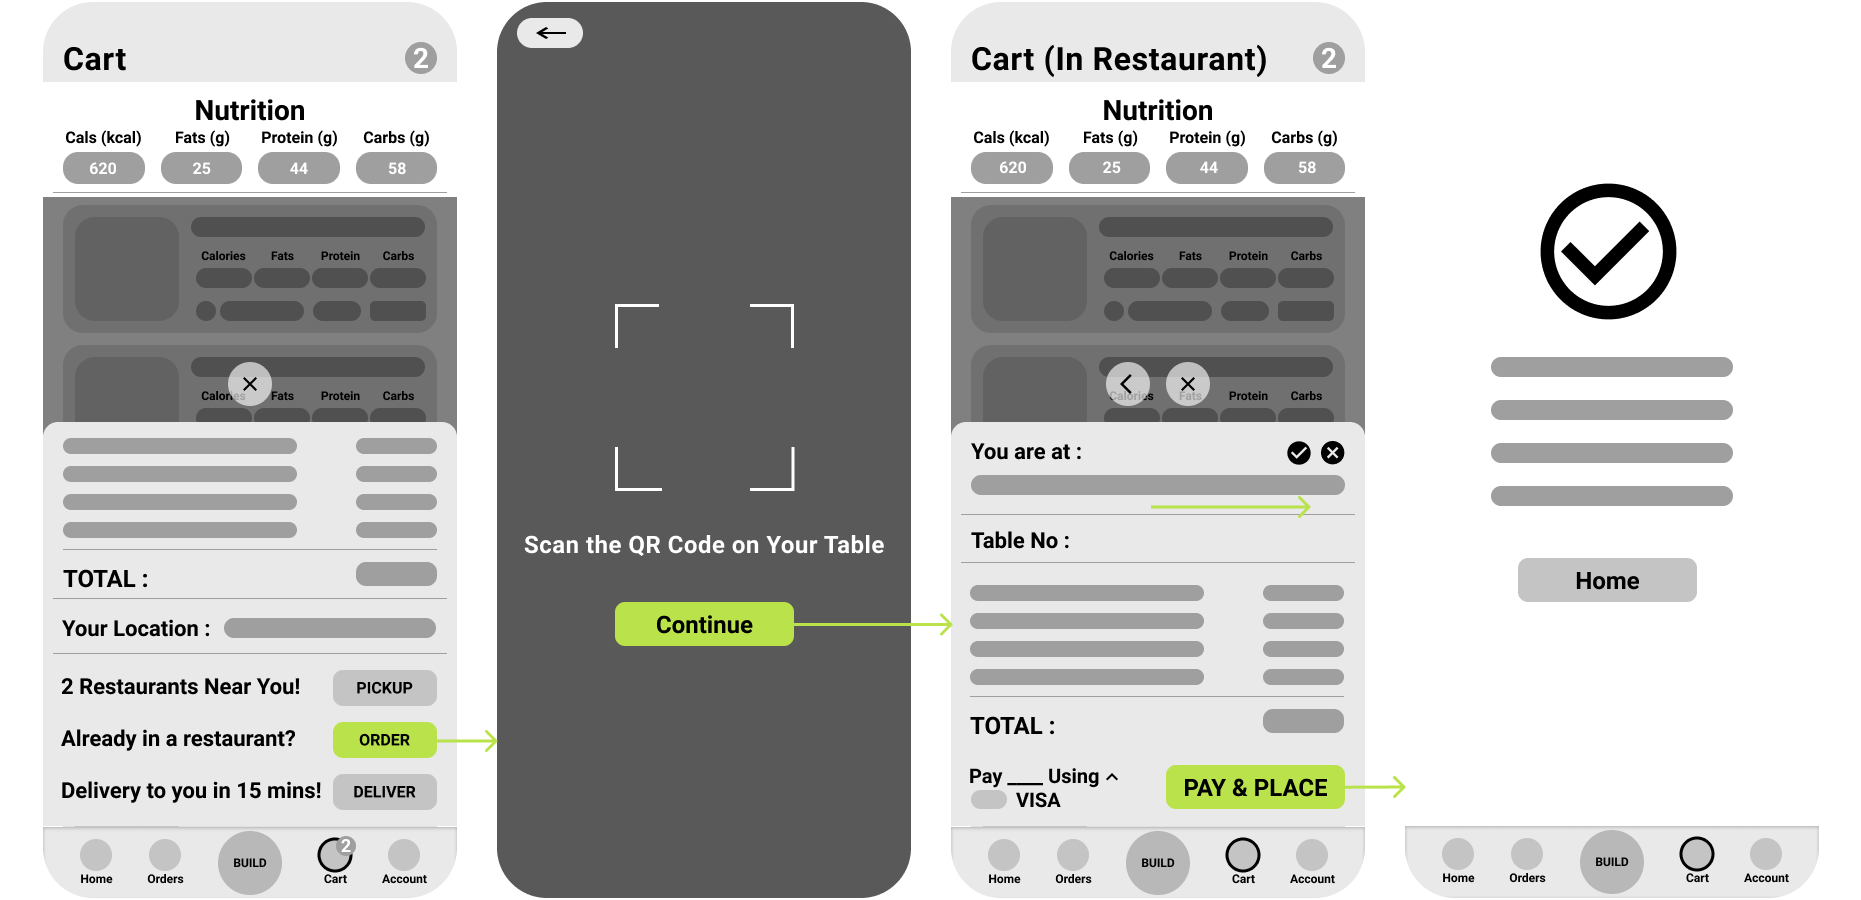 Cart
2
Nutrition
Cals (kcal) Fats (g) Protein (g) Carbs (g)
620 25 44 58
Calories Fats Protein Carbs
Calories Fats Protein Carbs
TOTAL :
Your Location :
2 Restaurants Near You! PICKUP
Already in a restaurant? ORDER
Delivery to you in 15 mins! DELIVER
2
BUILD
Home Orders Cart Account
Scan the QR Code on Your Table
Continue
Cart (In Restaurant)
2
Nutrition
Cals (kcal) Fats (g) Protein (g) Carbs (g)
620 25 44 58
Calories Fats Protein Carbs
Calories Fats Protein Carbs
You are at :
Table No :
TOTAL :
Pay ____ Using
VISA
PAY & PLACE
BUILD
Home Orders Cart Account
Home
BUILD
Home Orders Cart Account